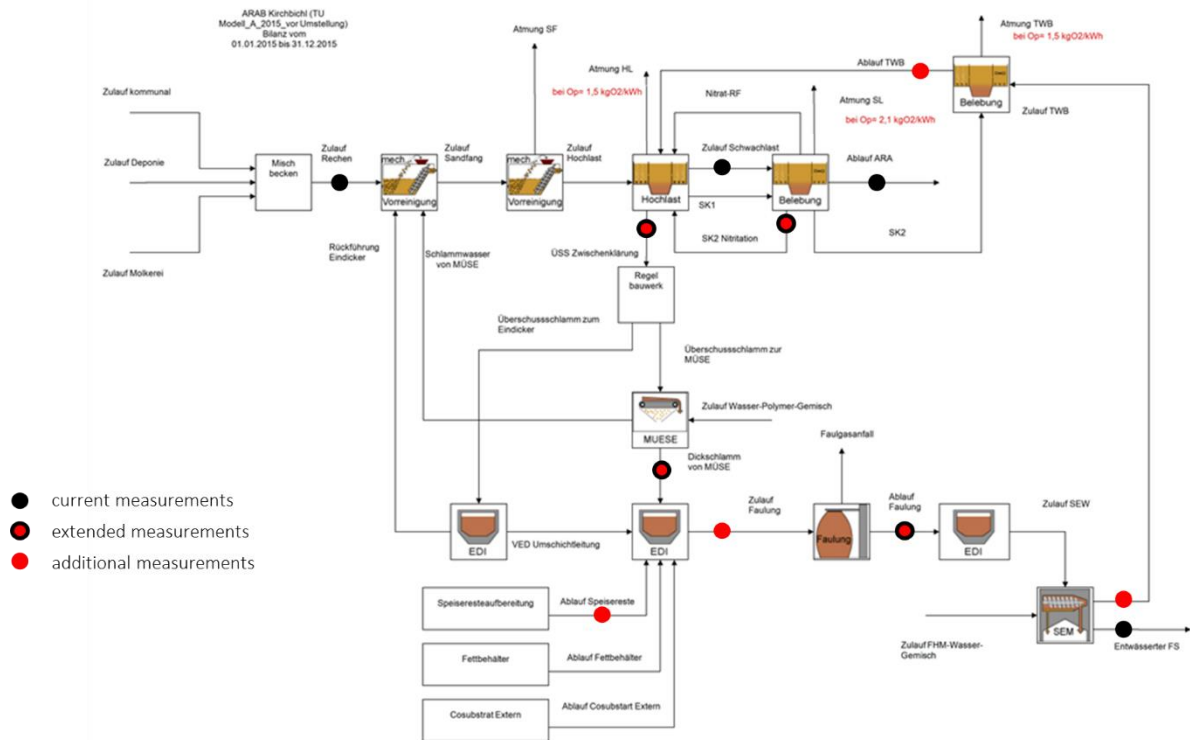 ARAB Kirchbichl (TU
Modell_A_2015_vor Umstellung)
Bilanz vom
01.01.2015 bis 31.12.2015
Atmung SF
Atmung TWB
bei Op= 1,5 kgO2/kWh
Ablauf TWB
Atmung HL
bei Op= 1,5 kgO2/kWh
Nitrat-RF
Atmung SL
bei Op= 2,1 kgO2/kWh
Belebung
Zulauf TWB
Zulauf kommunal
Zulauf Deponie
Zulauf Molkerei
Misch
becken
Zulauf
Rechen
mech.
Vorreinigung
Zulauf
Sandfang
mech.
Vorreinigung
Zulauf
Hochlast
Hochlast
Zulauf Schwachlast
SK1
Belebung
Ablauf ARA
SK2
SK2 Nitritation
Rückführung
Eindicker
Schlammwasser
von MÜSE
ÜSS Zwischenklärung
Regel
bauwerk
Überschussschlamm zum
Eindicker
Überschussschlamm zur
MÜSE
Zulauf Wasser-Polymer-Gemisch
MUESE
Dickschlamm
von MÜSE
Faulgasanfall
current measurements
extended measurements
additional measurements
EDI
VED Umschichtleitung
EDI
Zulauf
Faulung
Faulung
Ablauf
Faulung
EDI
Zulauf SEW
Speiseresteaufbereitung
Ablauf Speisereste
Fettbehälter
Ablauf Fettbehälter
Cosubstrat Extern
Ablauf Cosubstart Extern
Zulauf FHM-Wasser-
Gemisch
SEM
Entwässerter FS